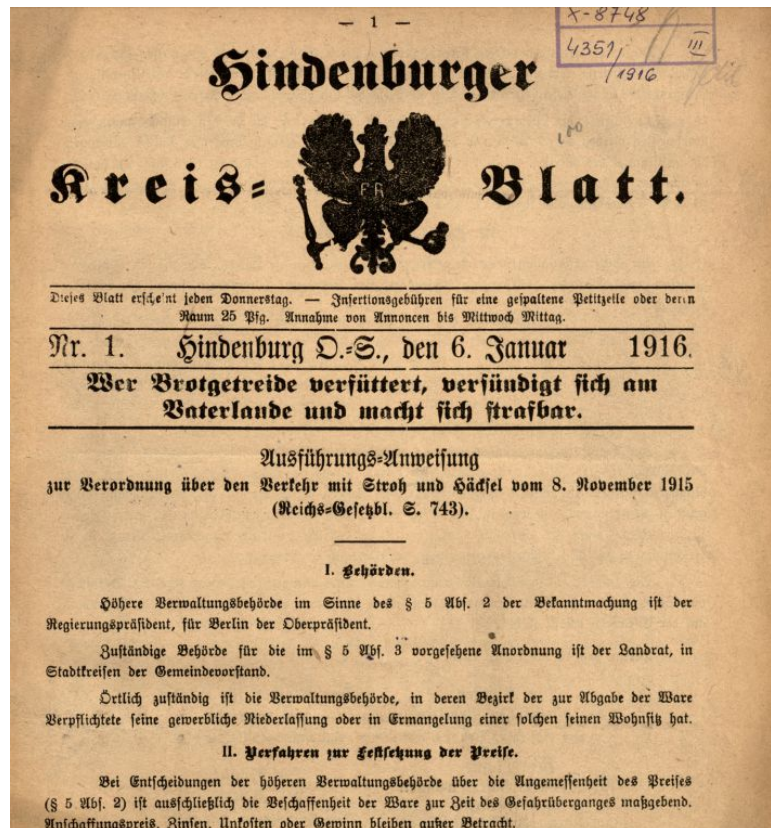 — 1 —
X-8748
4351/1916 III
Hindenburger
Kreis- FR Blatt.
Dieses Blatt erscheint jeden Donnerstag. — Insertionsgebühren für eine gespaltene Petitzeile oder deren
Raum 25 Pfg. Annahme von Annoncen bis Mittwoch Mittag.
Nr. 1. Hindenburg O.-S., den 6. Januar 1916.
Wer Brotgetreide verfüttert, versündigt sich am
Vaterlande und macht sich strafbar.
Ausführungs-Anweisung
zur Verordnung über den Verkehr mit Stroh und Häcksel vom 8. November 1915
(Reichs-Gesetzbl. S. 743).
I. Behörden.
Höhere Verwaltungsbehörde im Sinne des § 5 Abs. 2 der Bekanntmachung ist der
Regierungspräsident, für Berlin der Oberpräsident.
Zuständige Behörde für die im § 5 Abs. 3 vorgesehene Anordnung ist der Landrat, in
Stadtkreisen der Gemeindevorstand.
Örtlich zuständig ist die Verwaltungsbehörde, in deren Bezirk der zur Abgabe der Ware
Verpflichtete seine gewerbliche Niederlassung oder in Ermangelung einer solchen seinen Wohnsitz hat.
II. Verfahren zur Festsetzung der Preise.
Bei Entscheidungen der höheren Verwaltungsbehörde über die Angemessenheit des Preises
(§ 5 Abs. 2) ist ausschließlich die Beschaffenheit der Ware zur Zeit des Gefahrüberganges maßgebend.
Anschaffungspreis, Zinsen, Unkosten oder Gewinn bleiben außer Betracht.